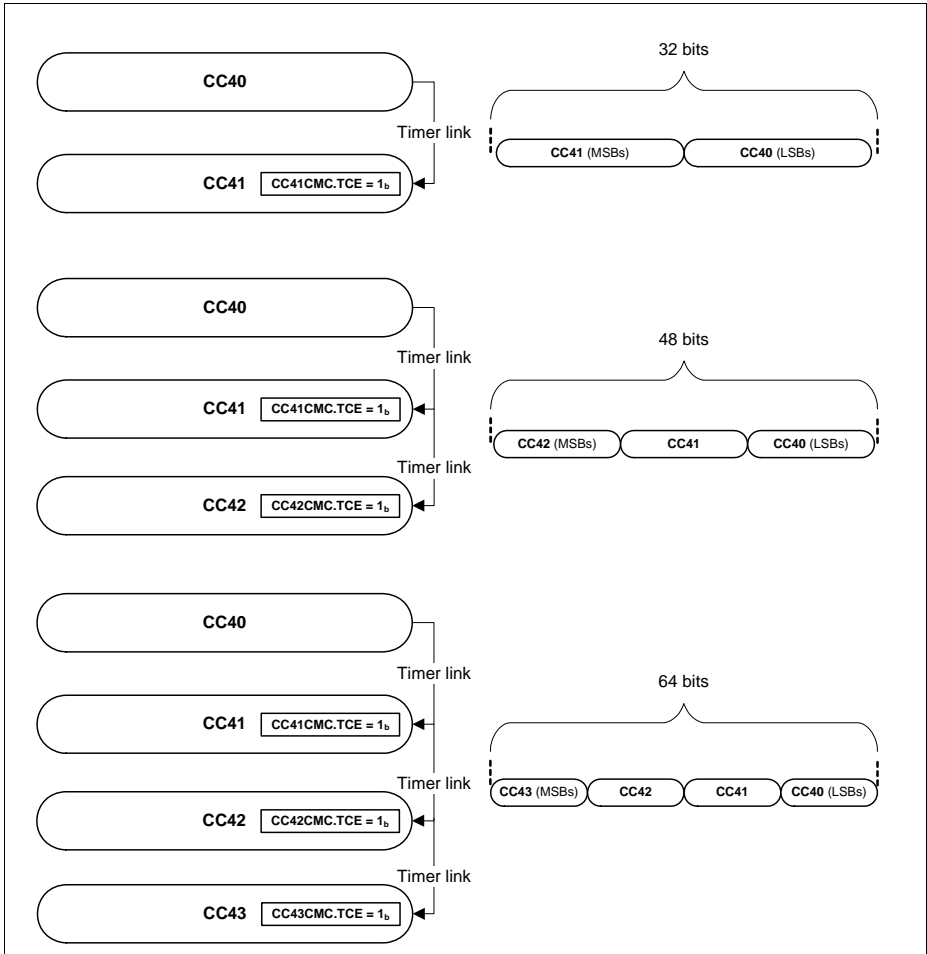 CC40
Timer link
CC41 CC41CMC.TCE = 1b
32 bits
CC41 (MSBs) CC40 (LSBs)
CC40
Timer link
CC41 CC41CMC.TCE = 1b
Timer link
CC42 CC42CMC.TCE = 1b
48 bits
CC42 (MSBs) CC41 CC40 (LSBs)
CC40
Timer link
CC41 CC41CMC.TCE = 1b
Timer link
CC42 CC42CMC.TCE = 1b
Timer link
CC43 CC43CMC.TCE = 1b
64 bits
CC43 (MSBs) CC42 CC41 CC40 (LSBs)